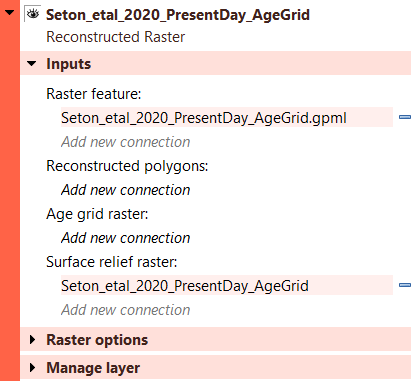 Seton_etal_2020_PresentDay_AgeGrid
Reconstructed Raster
Inputs
Raster feature:
Seton_etal_2020_PresentDay_AgeGrid.gpml
Add new connection
Reconstructed polygons:
Add new connection
Age grid raster:
Add new connection
Surface relief raster:
Seton_etal_2020_PresentDay_AgeGrid
Add new connection
Raster options
Manage layer